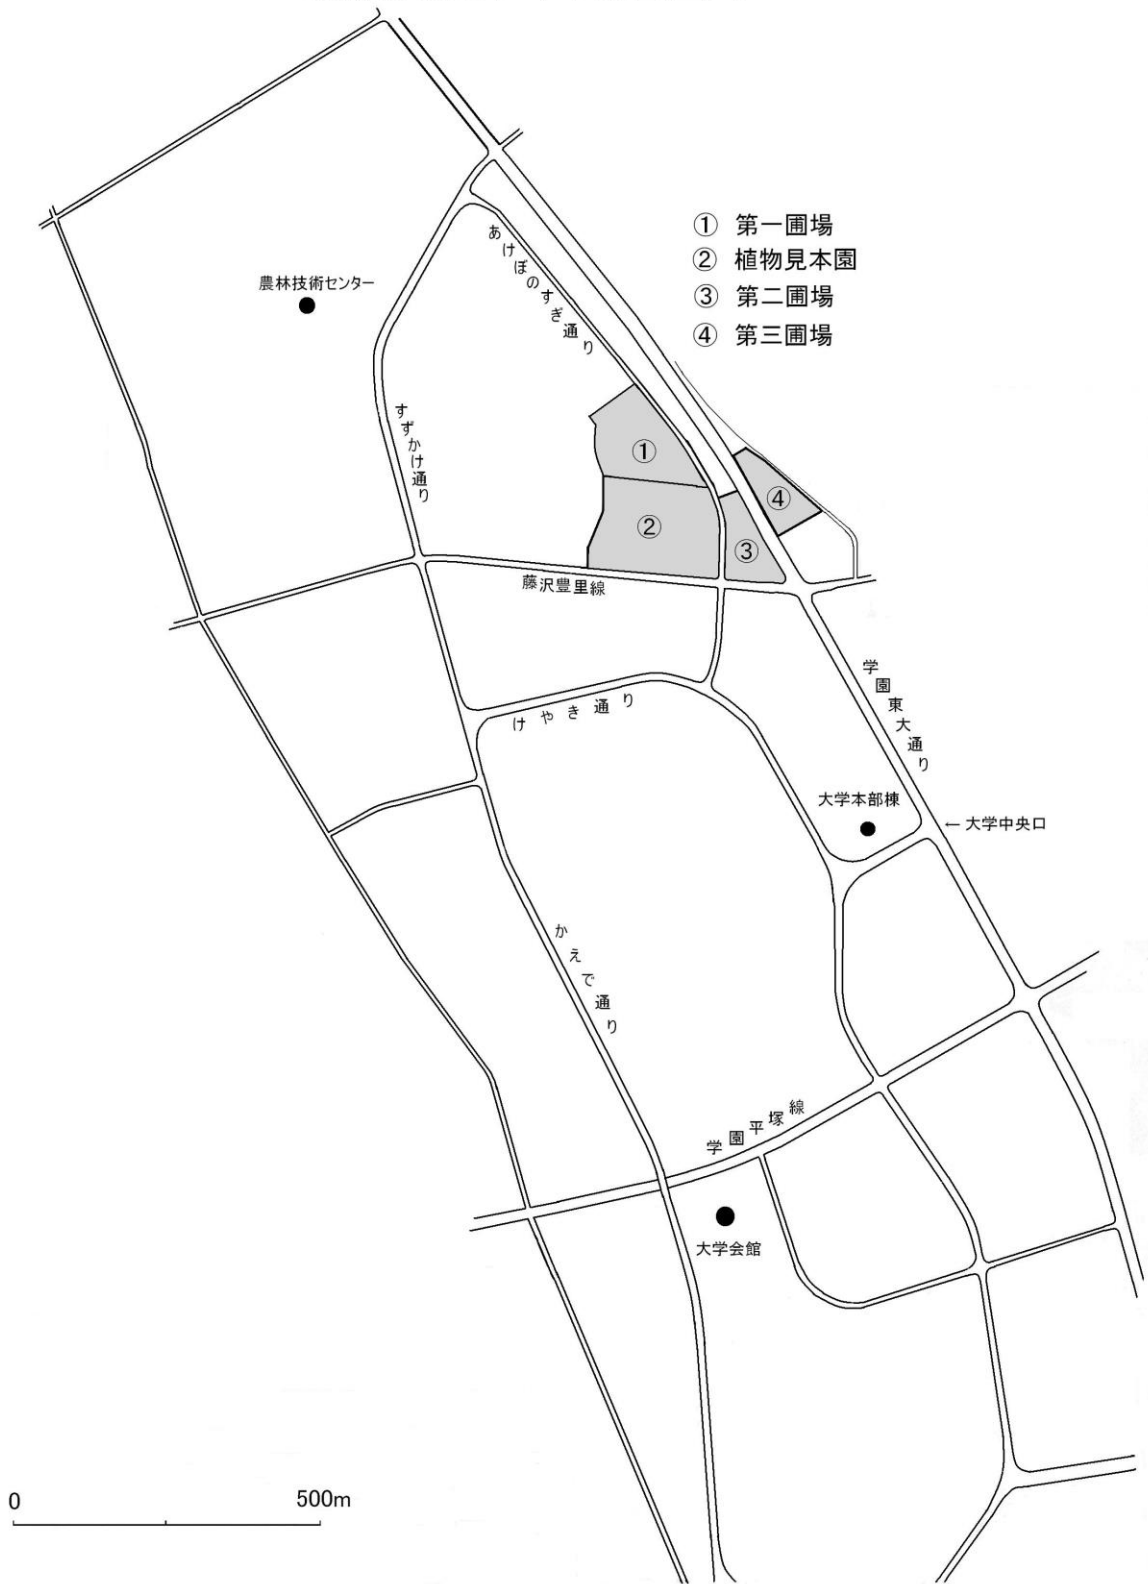 ① 第一圃場
② 植物見本園
③ 第二圃場
④ 第三圃場
あけぼのすぎ通り
農林技術センター
すずかけ通り
①
②
④
③
藤沢豊里線
学園東大通り
けやき通り
大学本部棟
← 大学中央口
かえで通り
学園平塚線
大学会館
0 500m